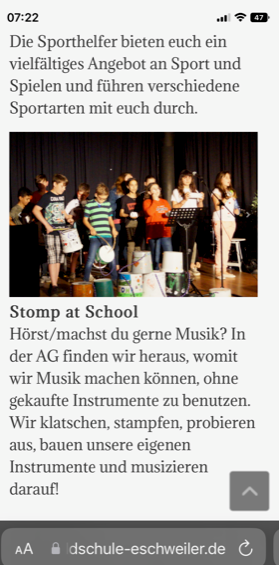 07:22
47
Die Sporthelfer bieten euch ein
vielfältiges Angebot an Sport und
Spielen und führen verschiedene
Sportarten mit euch durch.
Stomp at School
Hörst/machst du gerne Musik? In
der AG finden wir heraus, womit
wir Musik machen können, ohne
gekaufte Instrumente zu benutzen.
Wir klatschen, stampfen, probieren
aus, bauen unsere eigenen
Instrumente und musizieren
darauf!
AA dschule-eschweiler.de